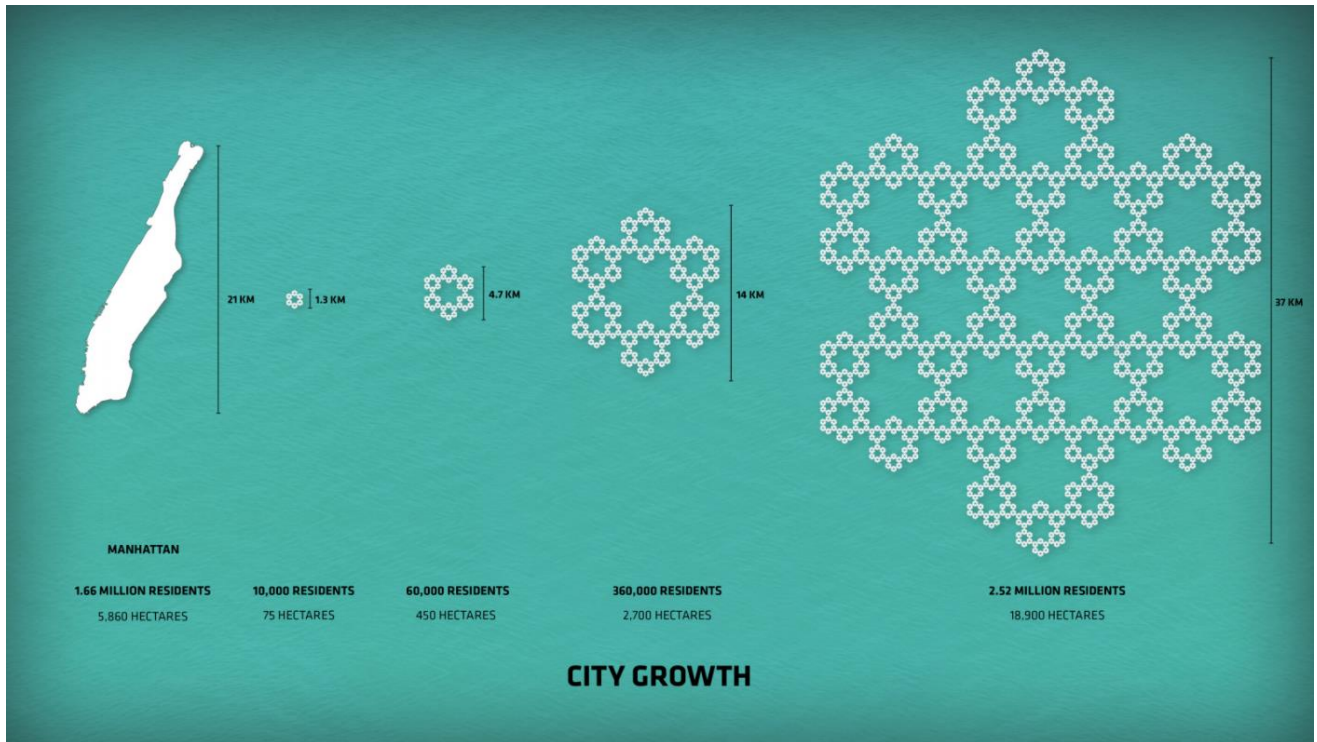 21 KM
1.3 KM
4.7 KM
14 KM
37 KM
MANHATTAN
1.66 MILLION RESIDENTS
5,860 HECTARES
10,000 RESIDENTS
75 HECTARES
60,000 RESIDENTS
450 HECTARES
360,000 RESIDENTS
2,700 HECTARES
2.52 MILLION RESIDENTS
18,900 HECTARES
CITY GROWTH